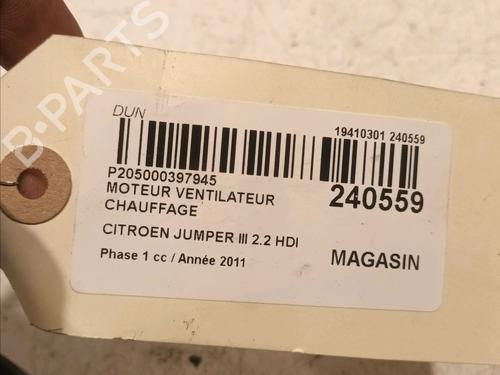 DUN
19410301 240559
P205000397945
MOTEUR VENTILATEUR
CHAUFFAGE
240559
CITROEN JUMPER III 2.2 HDI
Phase 1 cc / Année 2011
MAGASIN
B-PARTS